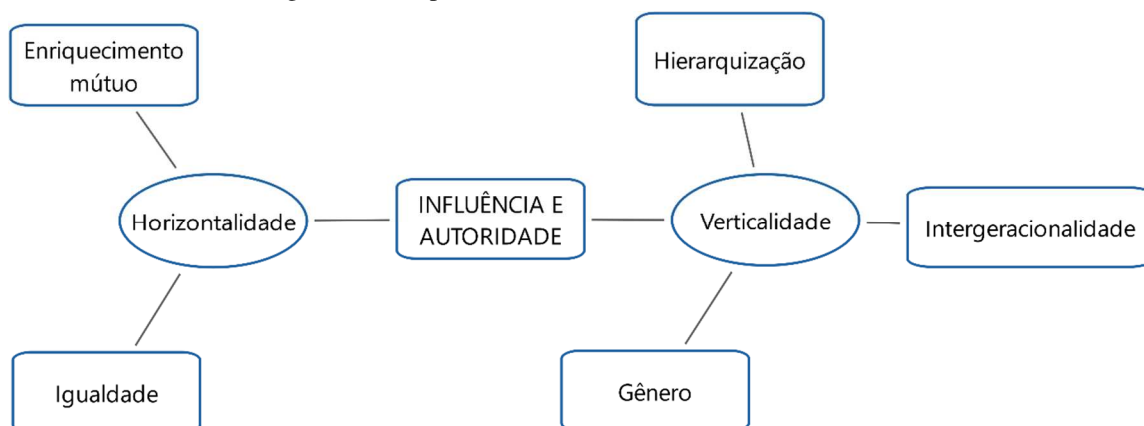 Enriquecimento
mútuo
Hierarquização
Horizontalidade
INFLUÊNCIA E
AUTORIDADE
Verticalidade
Intergeracionalidade
Igualdade
Gênero